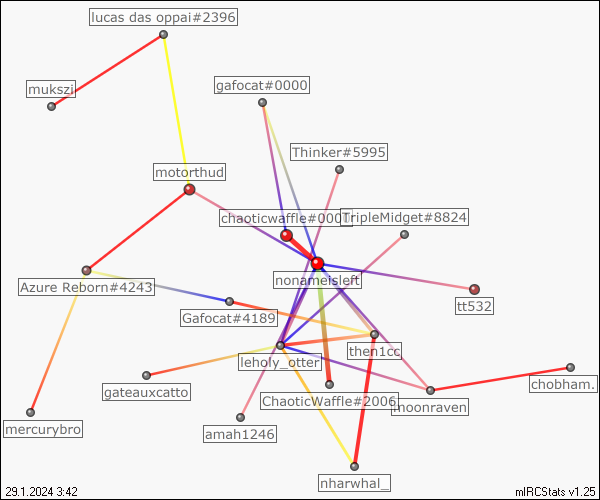 lucas das oppai#2396
mukszi
gafocat#0000
Thinker#5995
motorthud
chaoticwaffle#000
TripleMidget#8824
nonameisleft
Azure Reborn#4243
tt532
Gafocat#4189
then1cc
leholy_otter
chobham.
gateauxcatto
ChaoticWaffle#2006
moonraven
mercurybro
amah1246
nharwhal_
29.1.2024 3:42
mIRCStats v1.25